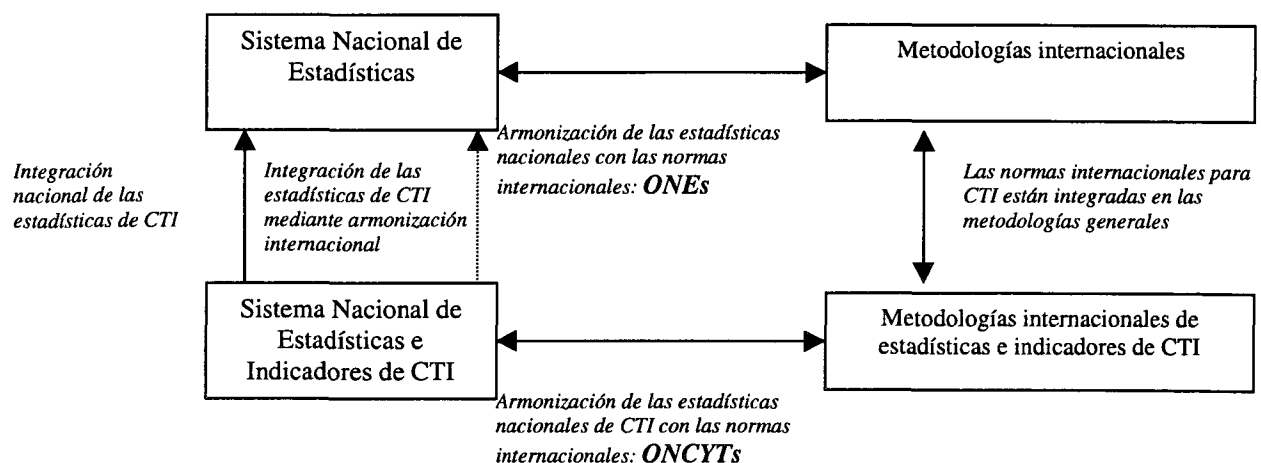 Sistema Nacional de
Estadísticas
Metodologías internacionales
Armonización de las estadísticas
nacionales con las normas
internacionales: ONEs
Integración
nacional de las
estadísticas de CTI
Integración de las
estadísticas de CTI
mediante armonización
internacional
Las normas internacionales para
CTI están integradas en las
metodologías generales
Sistema Nacional de
Estadísticas e
Indicadores de CTI
Metodologías internacionales de
estadísticas e indicadores de CTI
Armonización de las estadísticas
nacionales de CTI con las normas
internacionales: ONCYTs